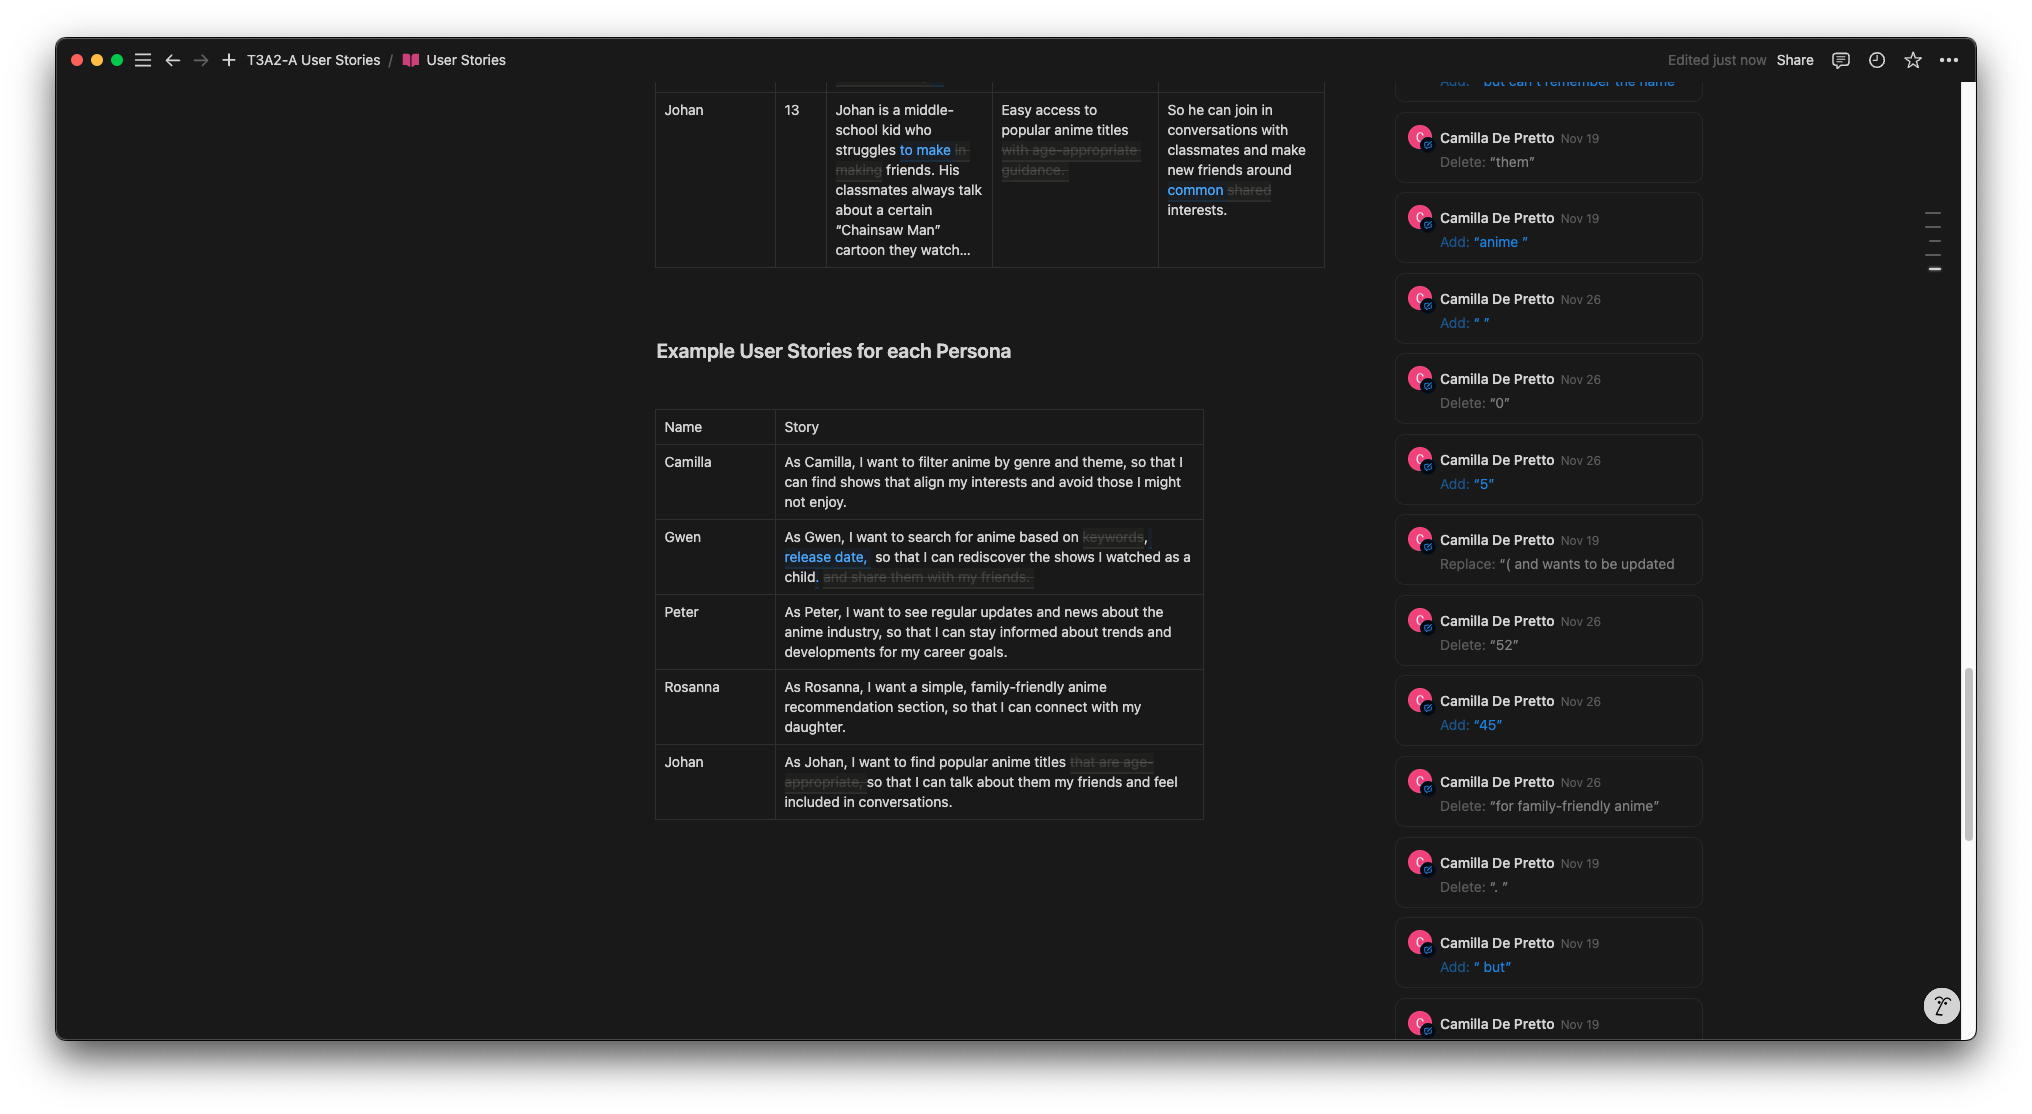 T3A2-A User Stories / User Stories
Edited just now Share
Johan
13
Johan is a middle-
school kid who
struggles to make in
making friends. His
classmates always talk
about a certain
“Chainsaw Man”
cartoon they watch...
Easy access to
popular anime titles
with age-appropriate
guidance.
So he can join in
conversations with
classmates and make
new friends around
common shared
interests.
Example User Stories for each Persona
Name
Story
Camilla
As Camilla, I want to filter anime by genre and theme, so that I
can find shows that align my interests and avoid those I might
not enjoy.
Gwen
As Gwen, I want to search for anime based on keywords,
release date, so that I can rediscover the shows I watched as a
child. and share them with my friends.
Peter
As Peter, I want to see regular updates and news about the
anime industry, so that I can stay informed about trends and
developments for my career goals.
Rosanna
As Rosanna, I want a simple, family-friendly anime
recommendation section, so that I can connect with my
daughter.
Johan
As Johan, I want to find popular anime titles that are age-
appropriate, so that I can talk about them my friends and feel
included in conversations.
Add: “ but can't remember the name
C
Camilla De Pretto Nov 19
Delete: “them”
C
Camilla De Pretto Nov 19
Add: “anime ”
C
Camilla De Pretto Nov 26
Add: “ ”
C
Camilla De Pretto Nov 26
Delete: “0”
C
Camilla De Pretto Nov 26
Add: “5”
C
Camilla De Pretto Nov 19
Replace: “( and wants to be updated
C
Camilla De Pretto Nov 26
Delete: “52”
C
Camilla De Pretto Nov 26
Add: “45”
C
Camilla De Pretto Nov 26
Delete: “for family-friendly anime”
C
Camilla De Pretto Nov 19
Delete: “. ”
C
Camilla De Pretto Nov 19
Add: “ but”
C
Camilla De Pretto Nov 19